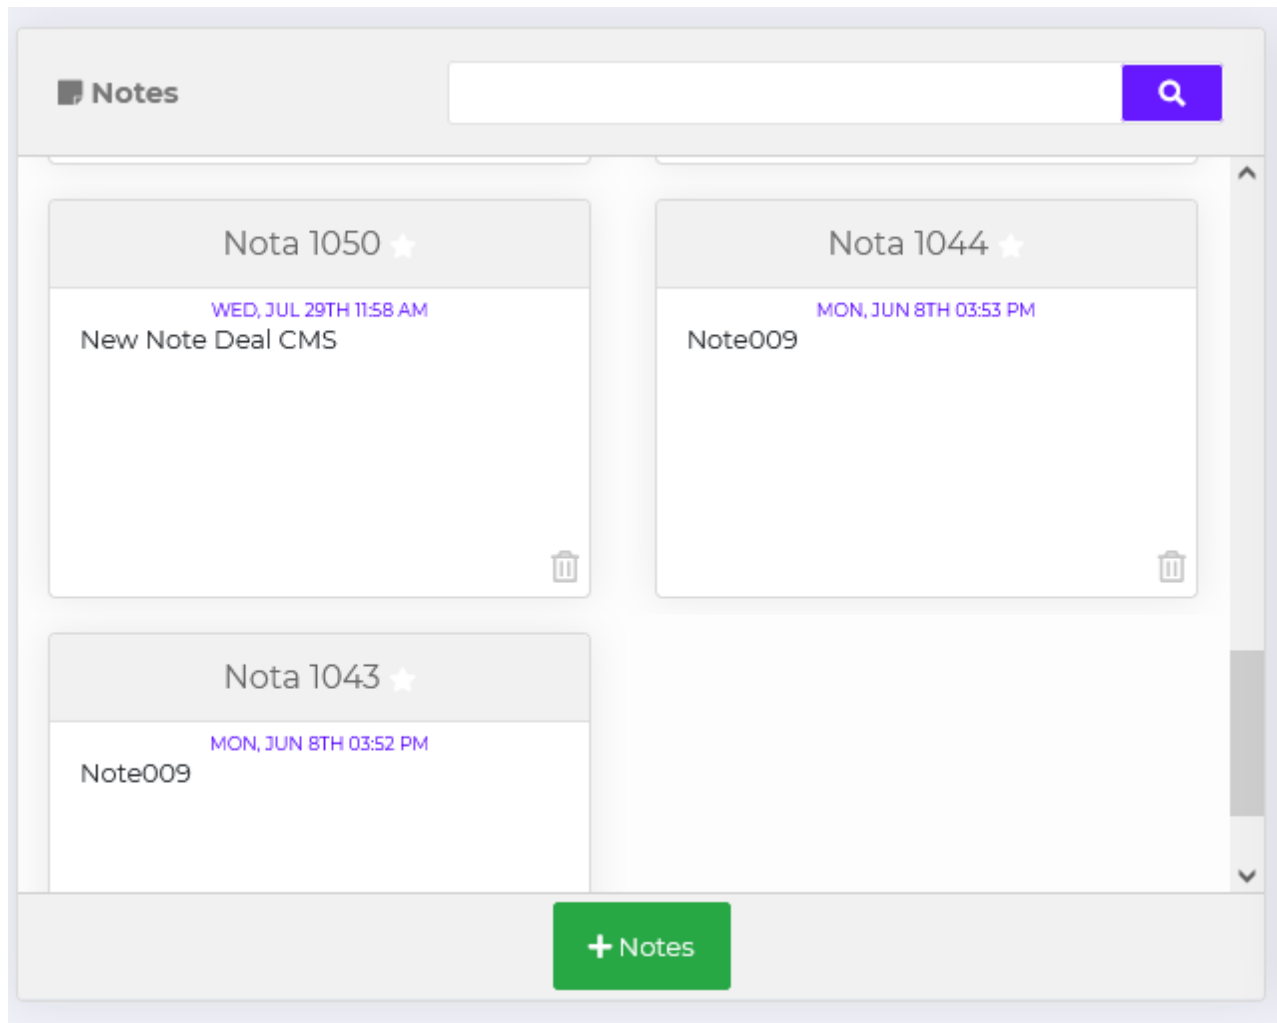 Notes
Nota 1050
WED, JUL 29TH 11:58 AM
New Note Deal CMS
Nota 1044
MON, JUN 8TH 03:53 PM
Note009
Nota 1043
MON, JUN 8TH 03:52 PM
Note009
+ Notes